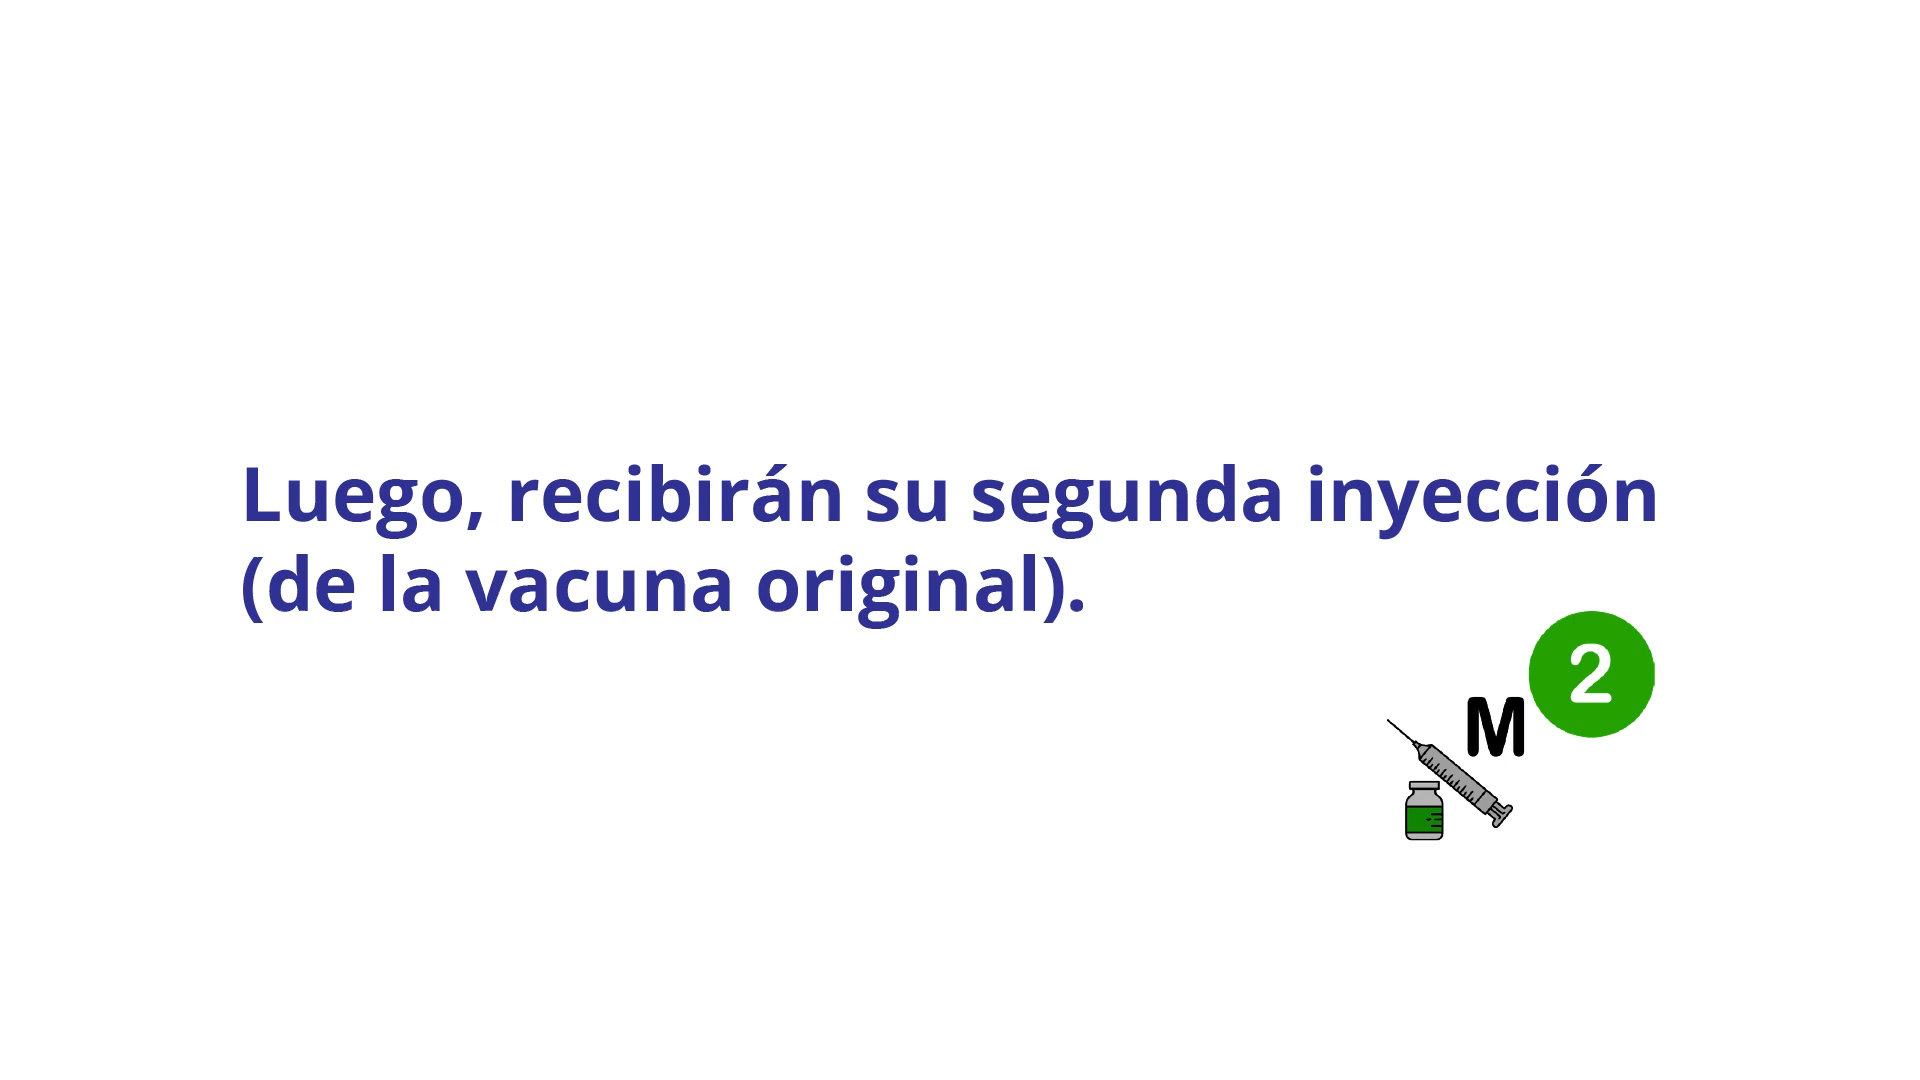 Luego, recibirán su segunda inyección
(de la vacuna original).
2
M